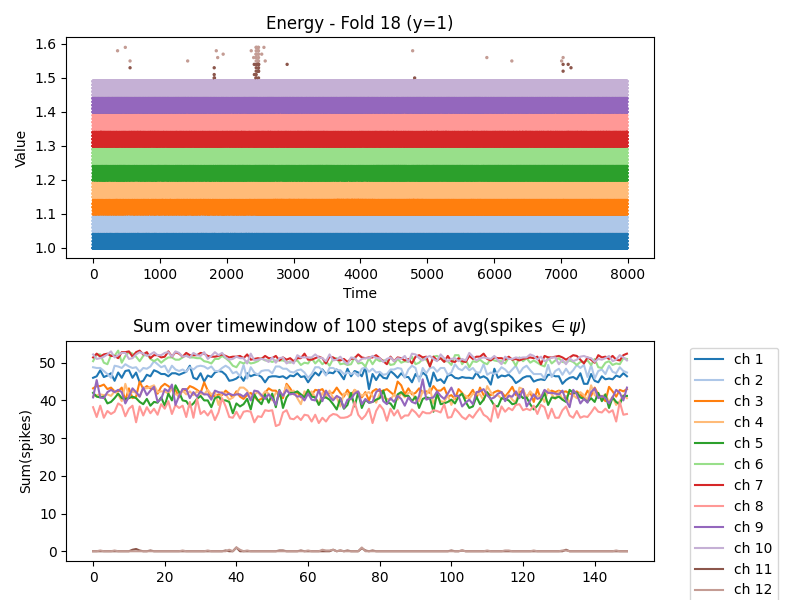 Energy - Fold 18 (y=1)
1.6
1.5
1.4
1.3
1.2
1.1
1.0
Value
0 1000 2000 3000 4000 5000 6000 7000 8000
Time
Sum over timewindow of 100 steps of avg(spikes ∈ ψ)
50
40
30
20
10
0
Sum(spikes)
0 20 40 60 80 100 120 140
ch 1
ch 2
ch 3
ch 4
ch 5
ch 6
ch 7
ch 8
ch 9
ch 10
ch 11
ch 12